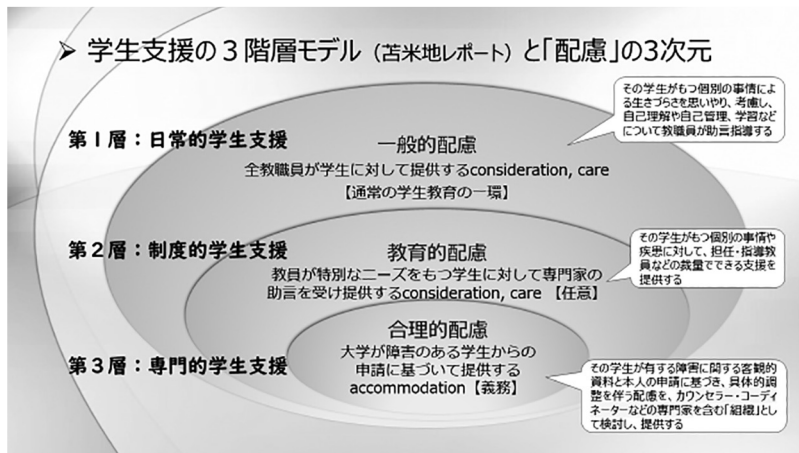 ➢ 学生支援の３階層モデル（苫米地レポート）と「配慮」の3次元
その学生がもつ個別の事情によ
る生きづらさを思いやり、考慮し、
自己理解や自己管理、学習など
について教職員が助言指導する
第１層：日常的学生支援
一般的配慮
全教職員が学生に対して提供するconsideration, care
【通常の学生教育の一環】
第２層：制度的学生支援
教育的配慮
教員が特別なニーズをもつ学生に対して専門家の
助言を受け提供するconsideration, care 【任意】
その学生がもつ個別の事情や
疾患に対して、担任・指導教
員などの裁量でできる支援を
提供する
合理的配慮
第３層：専門的学生支援
大学が障害のある学生からの
申請に基づいて提供する
accommodation【義務】
その学生が有する障害に関する客観的
資料と本人の申請に基づき、具体的調
整を伴う配慮を、カウンセラー・コーディ
ネーターなどの専門家を含む「組織」とし
て検討し、提供する